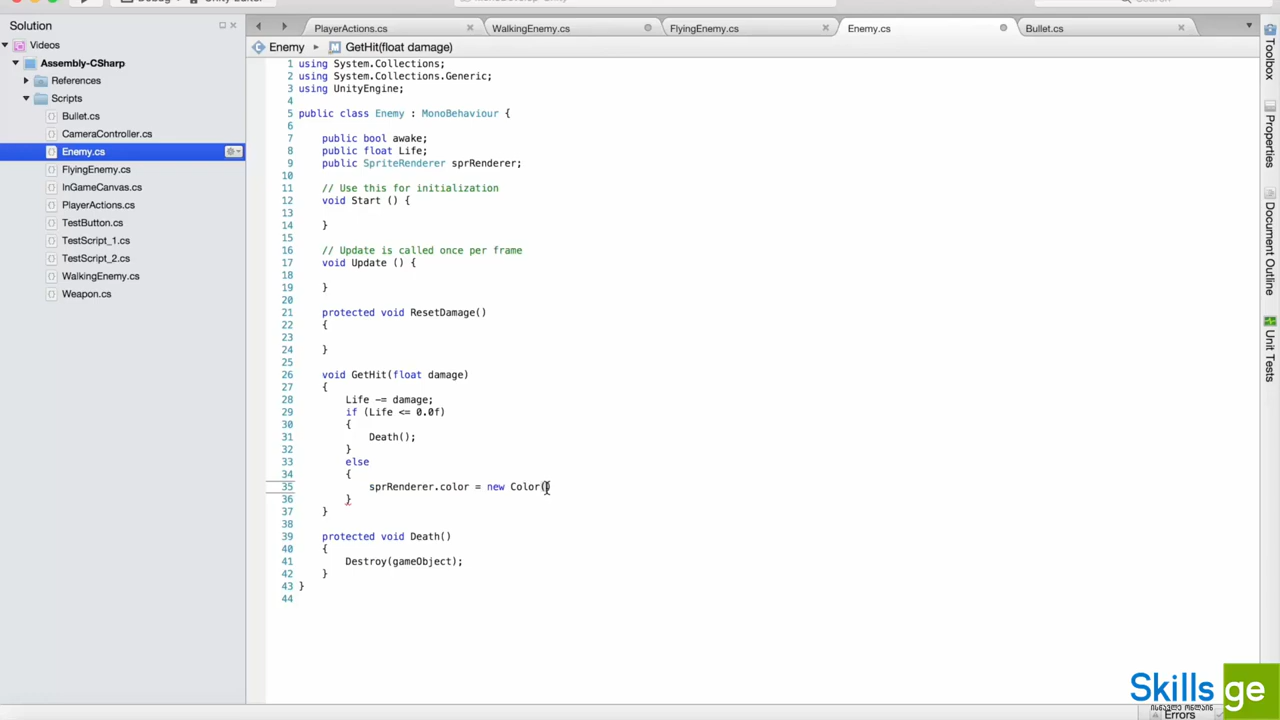 Solution
PlayerActions.cs
WalkingEnemy.cs
FlyingEnemy.cs
Enemy.cs
Bullet.cs
Videos
Assembly-CSharp
References
Scripts
Bullet.cs
CameraController.cs
Enemy.cs
FlyingEnemy.cs
InGameCanvas.cs
PlayerActions.cs
TestButton.cs
TestScript_1.cs
TestScript_2.cs
WalkingEnemy.cs
Weapon.cs
Enemy
GetHit(float damage)
1 using System.Collections;
2 using System.Collections.Generic;
3 using UnityEngine;
4
5 public class Enemy : MonoBehaviour {
6
7 public bool awake;
8 public float Life;
9 public SpriteRenderer sprRenderer;
10
11 // Use this for initialization
12 void Start () {
13
14 }
15
16 // Update is called once per frame
17 void Update () {
18
19 }
20
21 protected void ResetDamage()
22 {
23
24 }
25
26 void GetHit(float damage)
27 {
28 Life -= damage;
29 if (Life <= 0.0f)
30 {
31 Death();
32 }
33 else
34 {
35 sprRenderer.color = new Color()
36 }
37 }
38
39 protected void Death()
40 {
41 Destroy(gameObject);
42 }
43 }
44
Toolbox
Properties
Document Outline
Unit Tests
Skills ge
ისწავლე ონლაინ
Errors